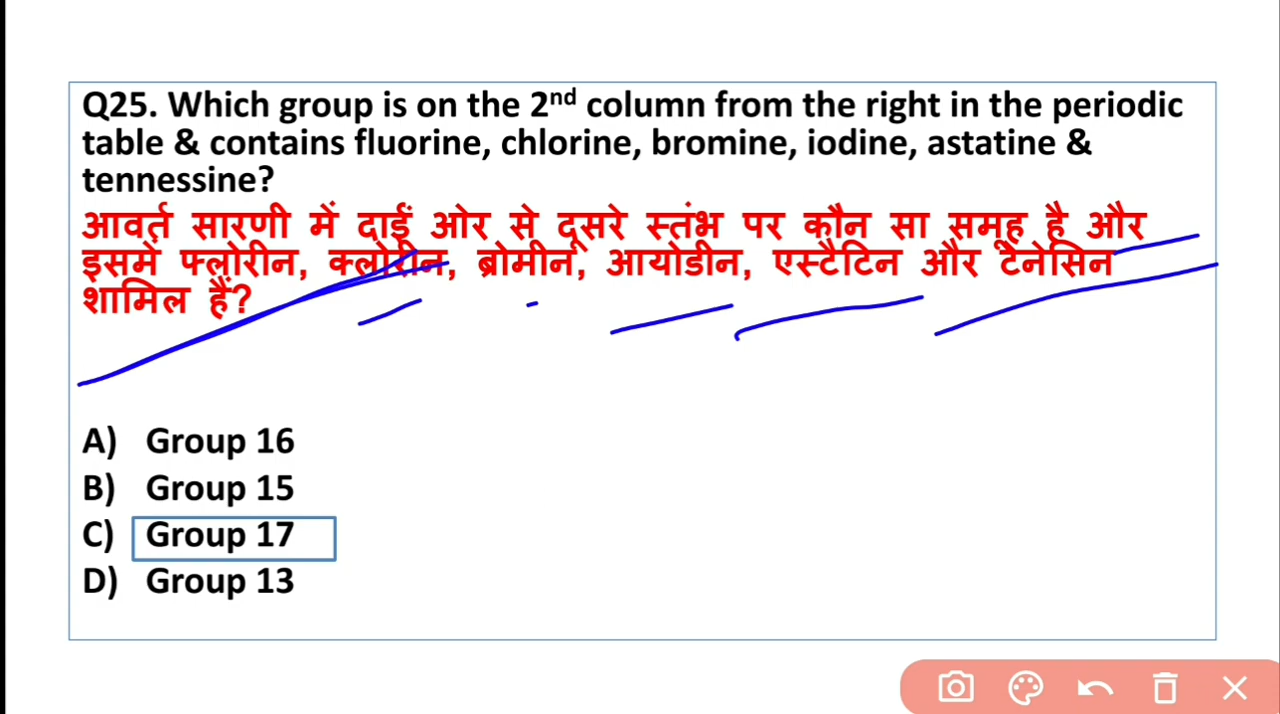 Q25. Which group is on the 2nd column from the right in the periodic
table & contains fluorine, chlorine, bromine, iodine, astatine &
tennessine?
आवर्त सारणी में दाईं ओर से दूसरे स्तंभ पर कौन सा समूह है और
इसमें फ्लोरीन, क्लोरीन, ब्रोमीन, आयोडीन, एस्टैटिन और टेनेसिन
शामिल हैं?
A) Group 16
B) Group 15
C) Group 17
D) Group 13